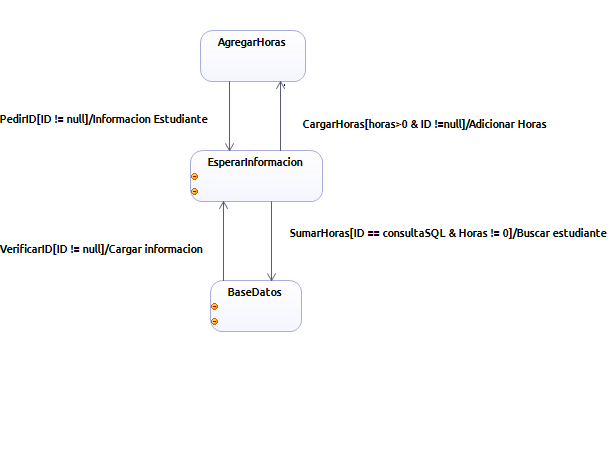 AgregarHoras
PedirID[ID != null]/Informacion Estudiante
CargarHoras[horas>0 & ID !=null]/Adicionar Horas
EsperarInformacion
SumarHoras[ID == consultaSQL & Horas != 0]/Buscar estudiante
VerificarID[ID != null]/Cargar informacion
BaseDatos